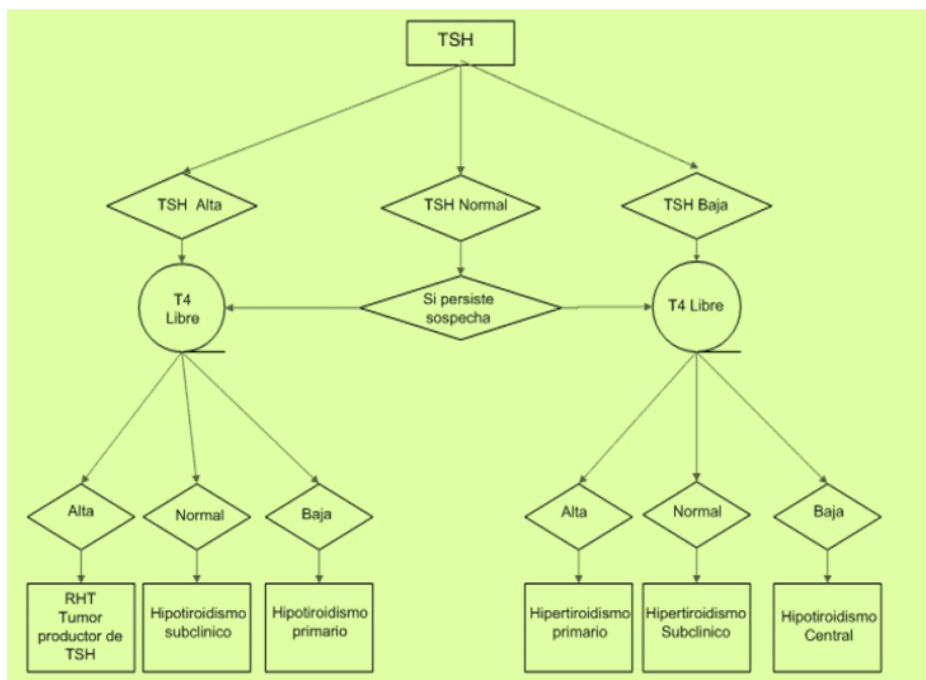 TSH
TSH Alta
TSH Normal
TSH Baja
T4
Libre
Si persiste
sospecha
T4 Libre
Alta
Normal
Baja
Alta
Normal
Baja
RHT
Tumor
productor de
TSH
Hipotiroidismo
subclinico
Hipotiroidismo
primario
Hipertiroidismo
primario
Hipertiroidismo
Subclinico
Hipotiroidismo
Central